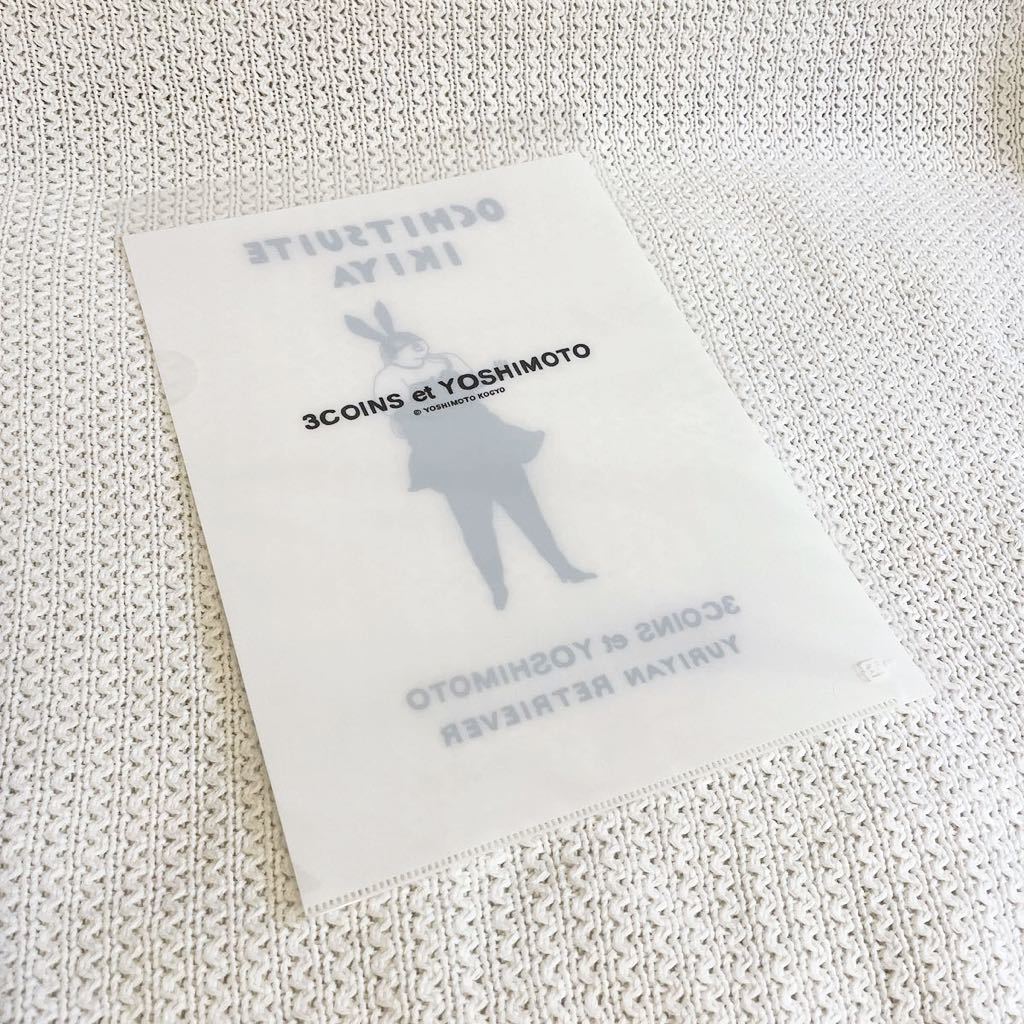 OCHITSUITE
IKIYA
3COINS et YOSHIMOTO
© YOSHIMOTO KOGYO
3COINS et YOSHIMOTO
YURIYAN RETRIEVER